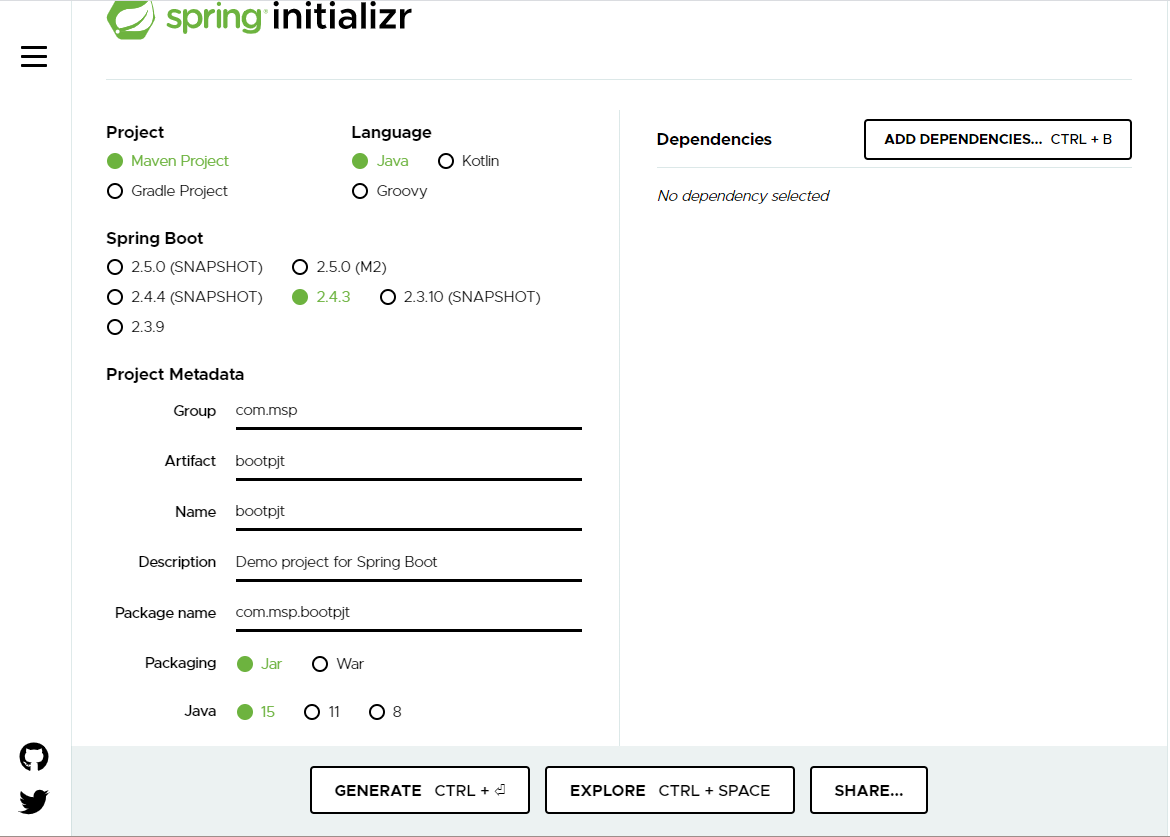 spring initializr
Project
Maven Project
Gradle Project
Language
Java Kotlin
Groovy
Spring Boot
2.5.0 (SNAPSHOT) 2.5.0 (M2)
2.4.4 (SNAPSHOT) 2.4.3 2.3.10 (SNAPSHOT)
2.3.9
Project Metadata
Group com.msp
Artifact bootpjt
Name bootpjt
Description Demo project for Spring Boot
Package name com.msp.bootpjt
Packaging Jar War
Java 15 11 8
Dependencies ADD DEPENDENCIES... CTRL + B
No dependency selected
GENERATE CTRL + ⏎ EXPLORE CTRL + SPACE SHARE...